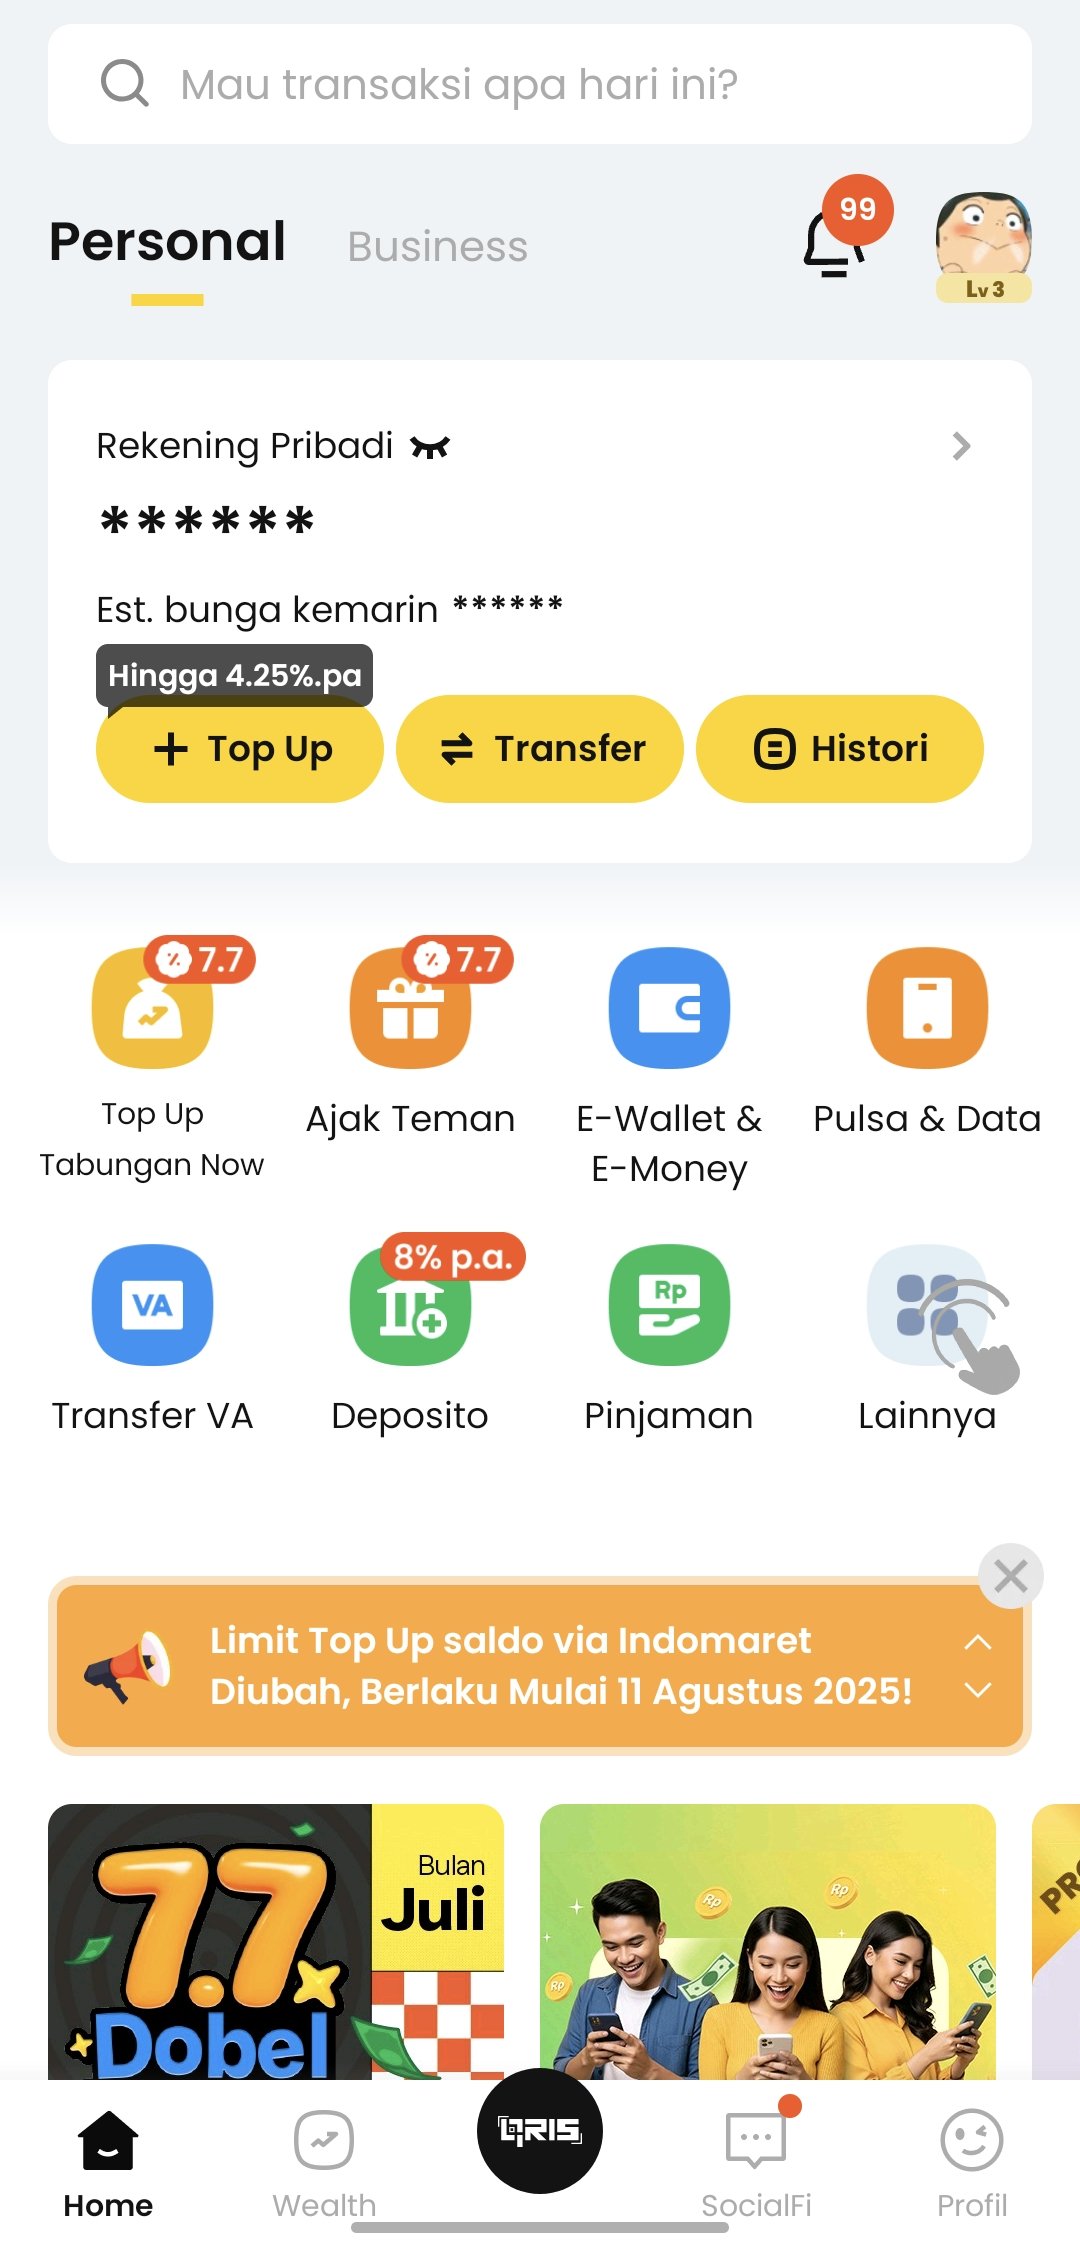 Mau transaksi apa hari ini?
Personal
Business
99
Lv 3
Rekening Pribadi
******
Est. bunga kemarin ******
Hingga 4.25%.pa
Top Up
Transfer
Histori
7.7
7.7
Top Up
Tabungan Now
Ajak Teman
E-Wallet &
E-Money
Pulsa & Data
VA
8% p.a.
Rp
Transfer VA
Deposito
Pinjaman
Lainnya
Limit Top Up saldo via Indomaret
Diubah, Berlaku Mulai 11 Agustus 2025!
7.7
Dobel
Bulan
Juli
Rp
Rp
Rp
QRIS
Home
Wealth
SocialFi
Profil